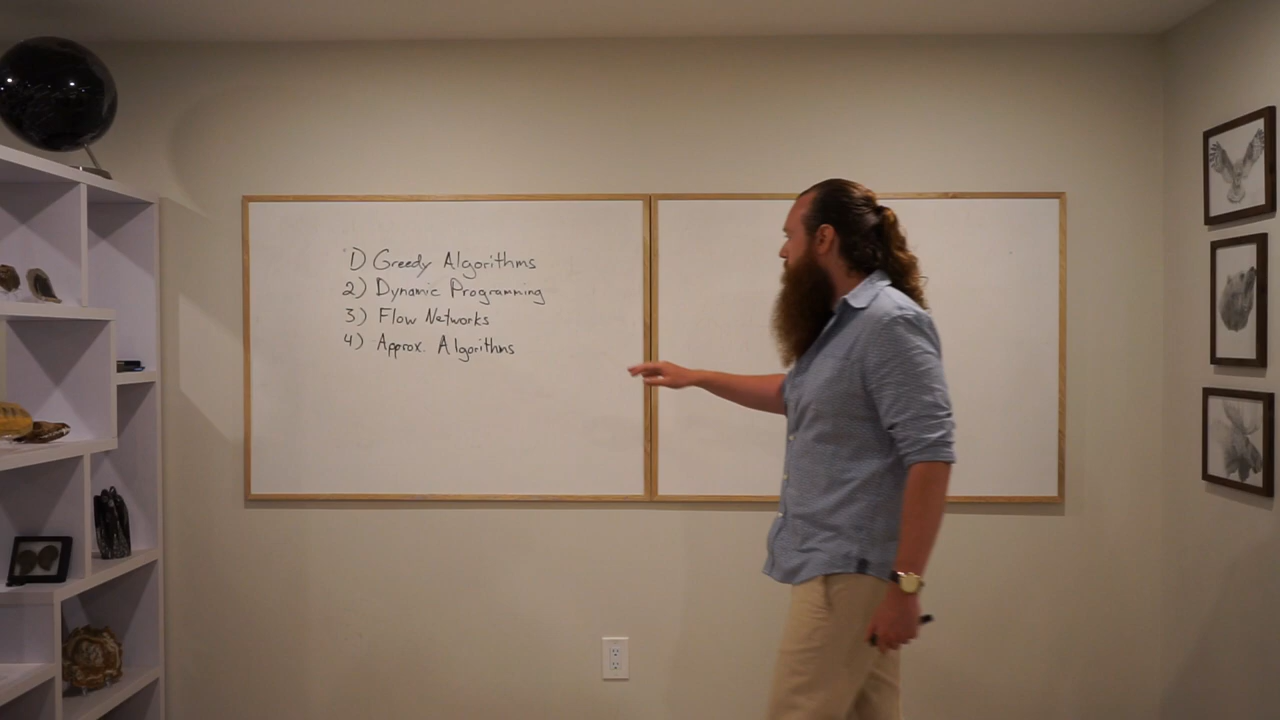 1) Greedy Algorithms
2) Dynamic Programming
3) Flow Networks
4) Approx. Algorithms